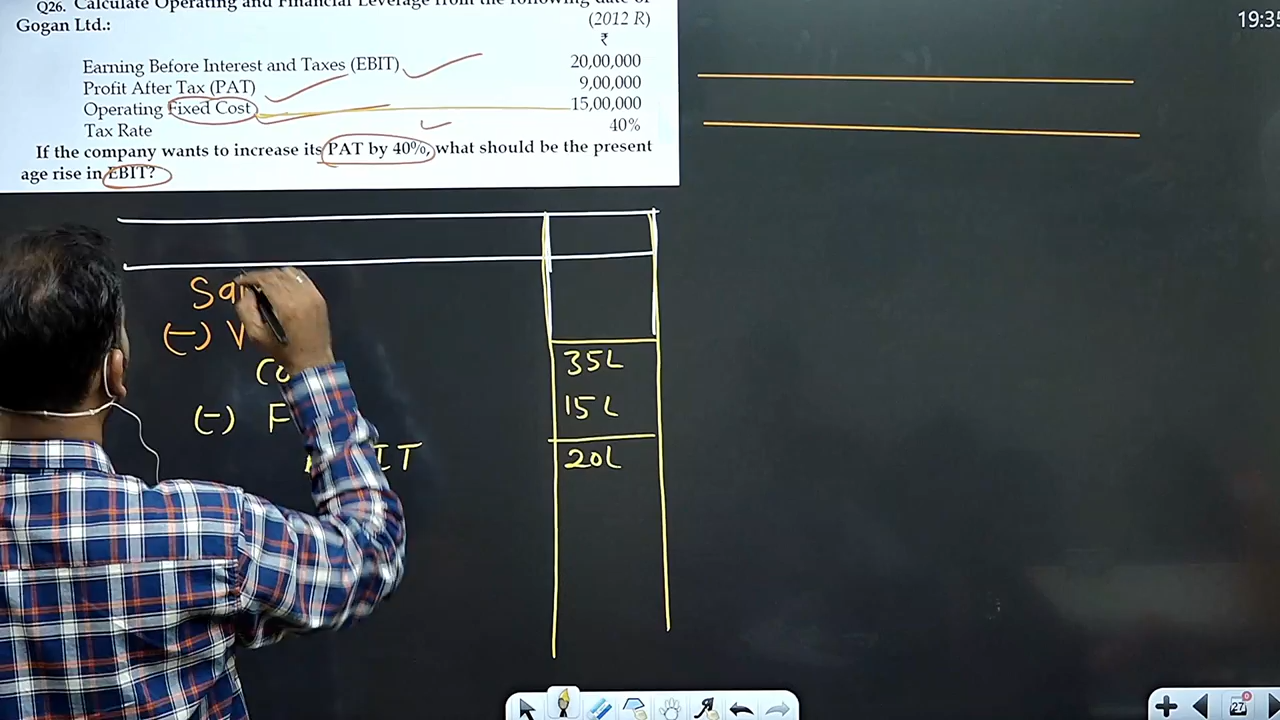 Q26. Calculate Operating and Financial Leverage from the following data of
Gogan Ltd.: (2012 R)
₹
Earning Before Interest and Taxes (EBIT) 20,00,000
Profit After Tax (PAT) 9,00,000
Operating Fixed Cost 15,00,000
Tax Rate 40%
If the company wants to increase its PAT by 40%, what should be the present
age rise in EBIT?
19:35
(-) V
35L
(-) F 15L
20L
27